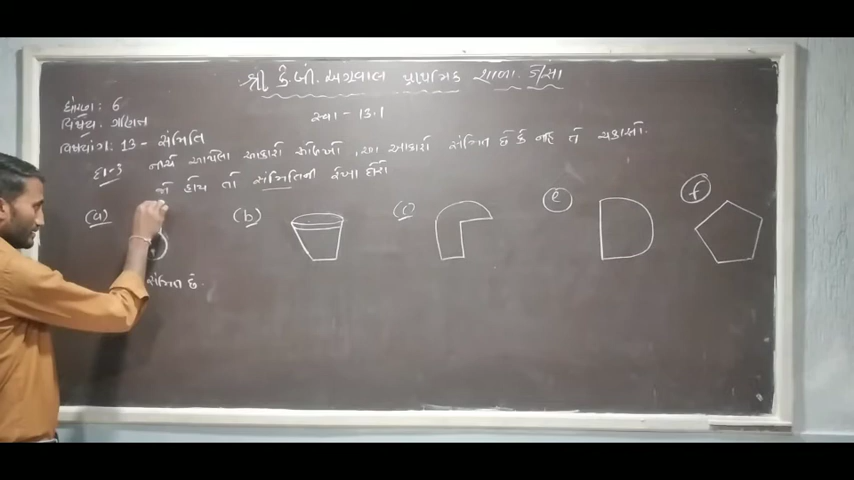 શ્રી કે.બી. અગ્રવાલ પ્રાથમિક શાળા. ડીસા
ધોરણ: 6
સ્વા - 13.1
વિષય: ગણિત
વિષયાંગ: 13 - સંમિતિ
દા-3 નીચે આપેલા આકારો ઓળખો, આ આકારો સંમિત છે કે નહિ તે ચકાસો.
જો હોય તો સંમિતિની રેખા દોરો
(a) (b) (c) (e) (f)
સંમિત છે.